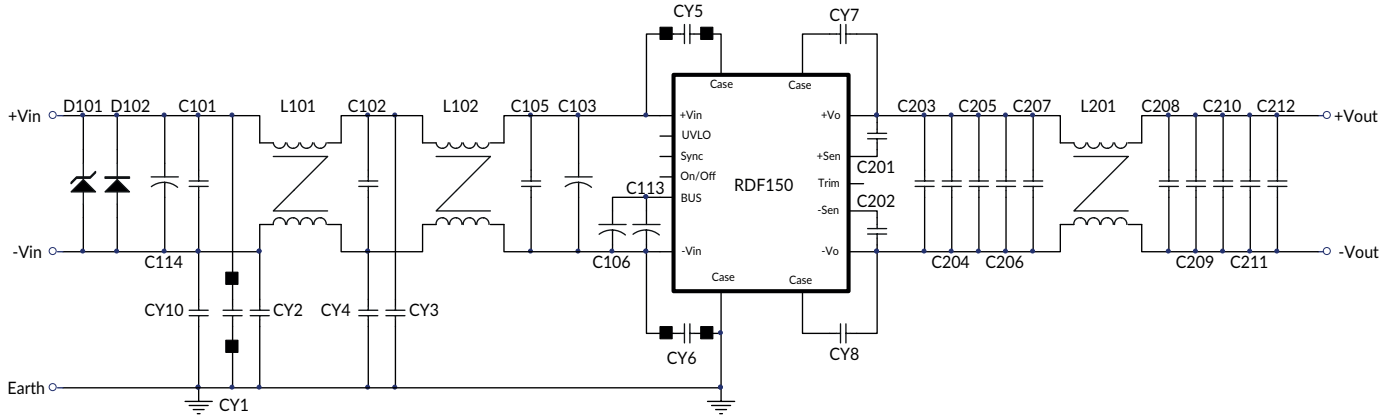 CY5
CY7
Case
Case
D101 D102 C101 L101 C102 L102 C105 C103
C203 C205 C207 L201 C208 C210 C212
+Vin
+Vin
+Vo
+Vout
UVLO
Sync
+Sen
C201
On/Off
RDF150
Trim
C113
BUS
-Sen
C202
-Vin
-Vin
-Vo
-Vout
C114
C106
C204 C206
C209 C211
Case
Case
CY10
CY2
CY4
CY3
CY6
CY8
Earth
CY1